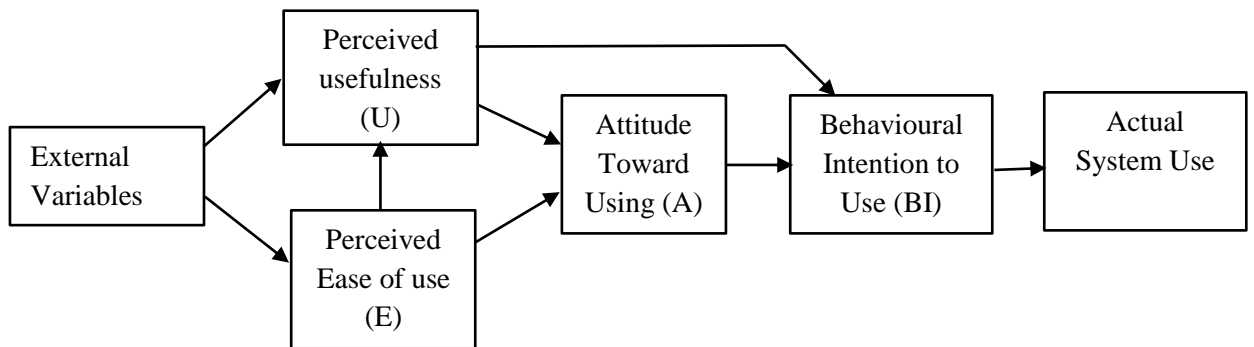 External
Variables
Perceived
usefulness
(U)
Perceived
Ease of use
(E)
Attitude
Toward
Using (A)
Behavioural
Intention to
Use (BI)
Actual
System Use